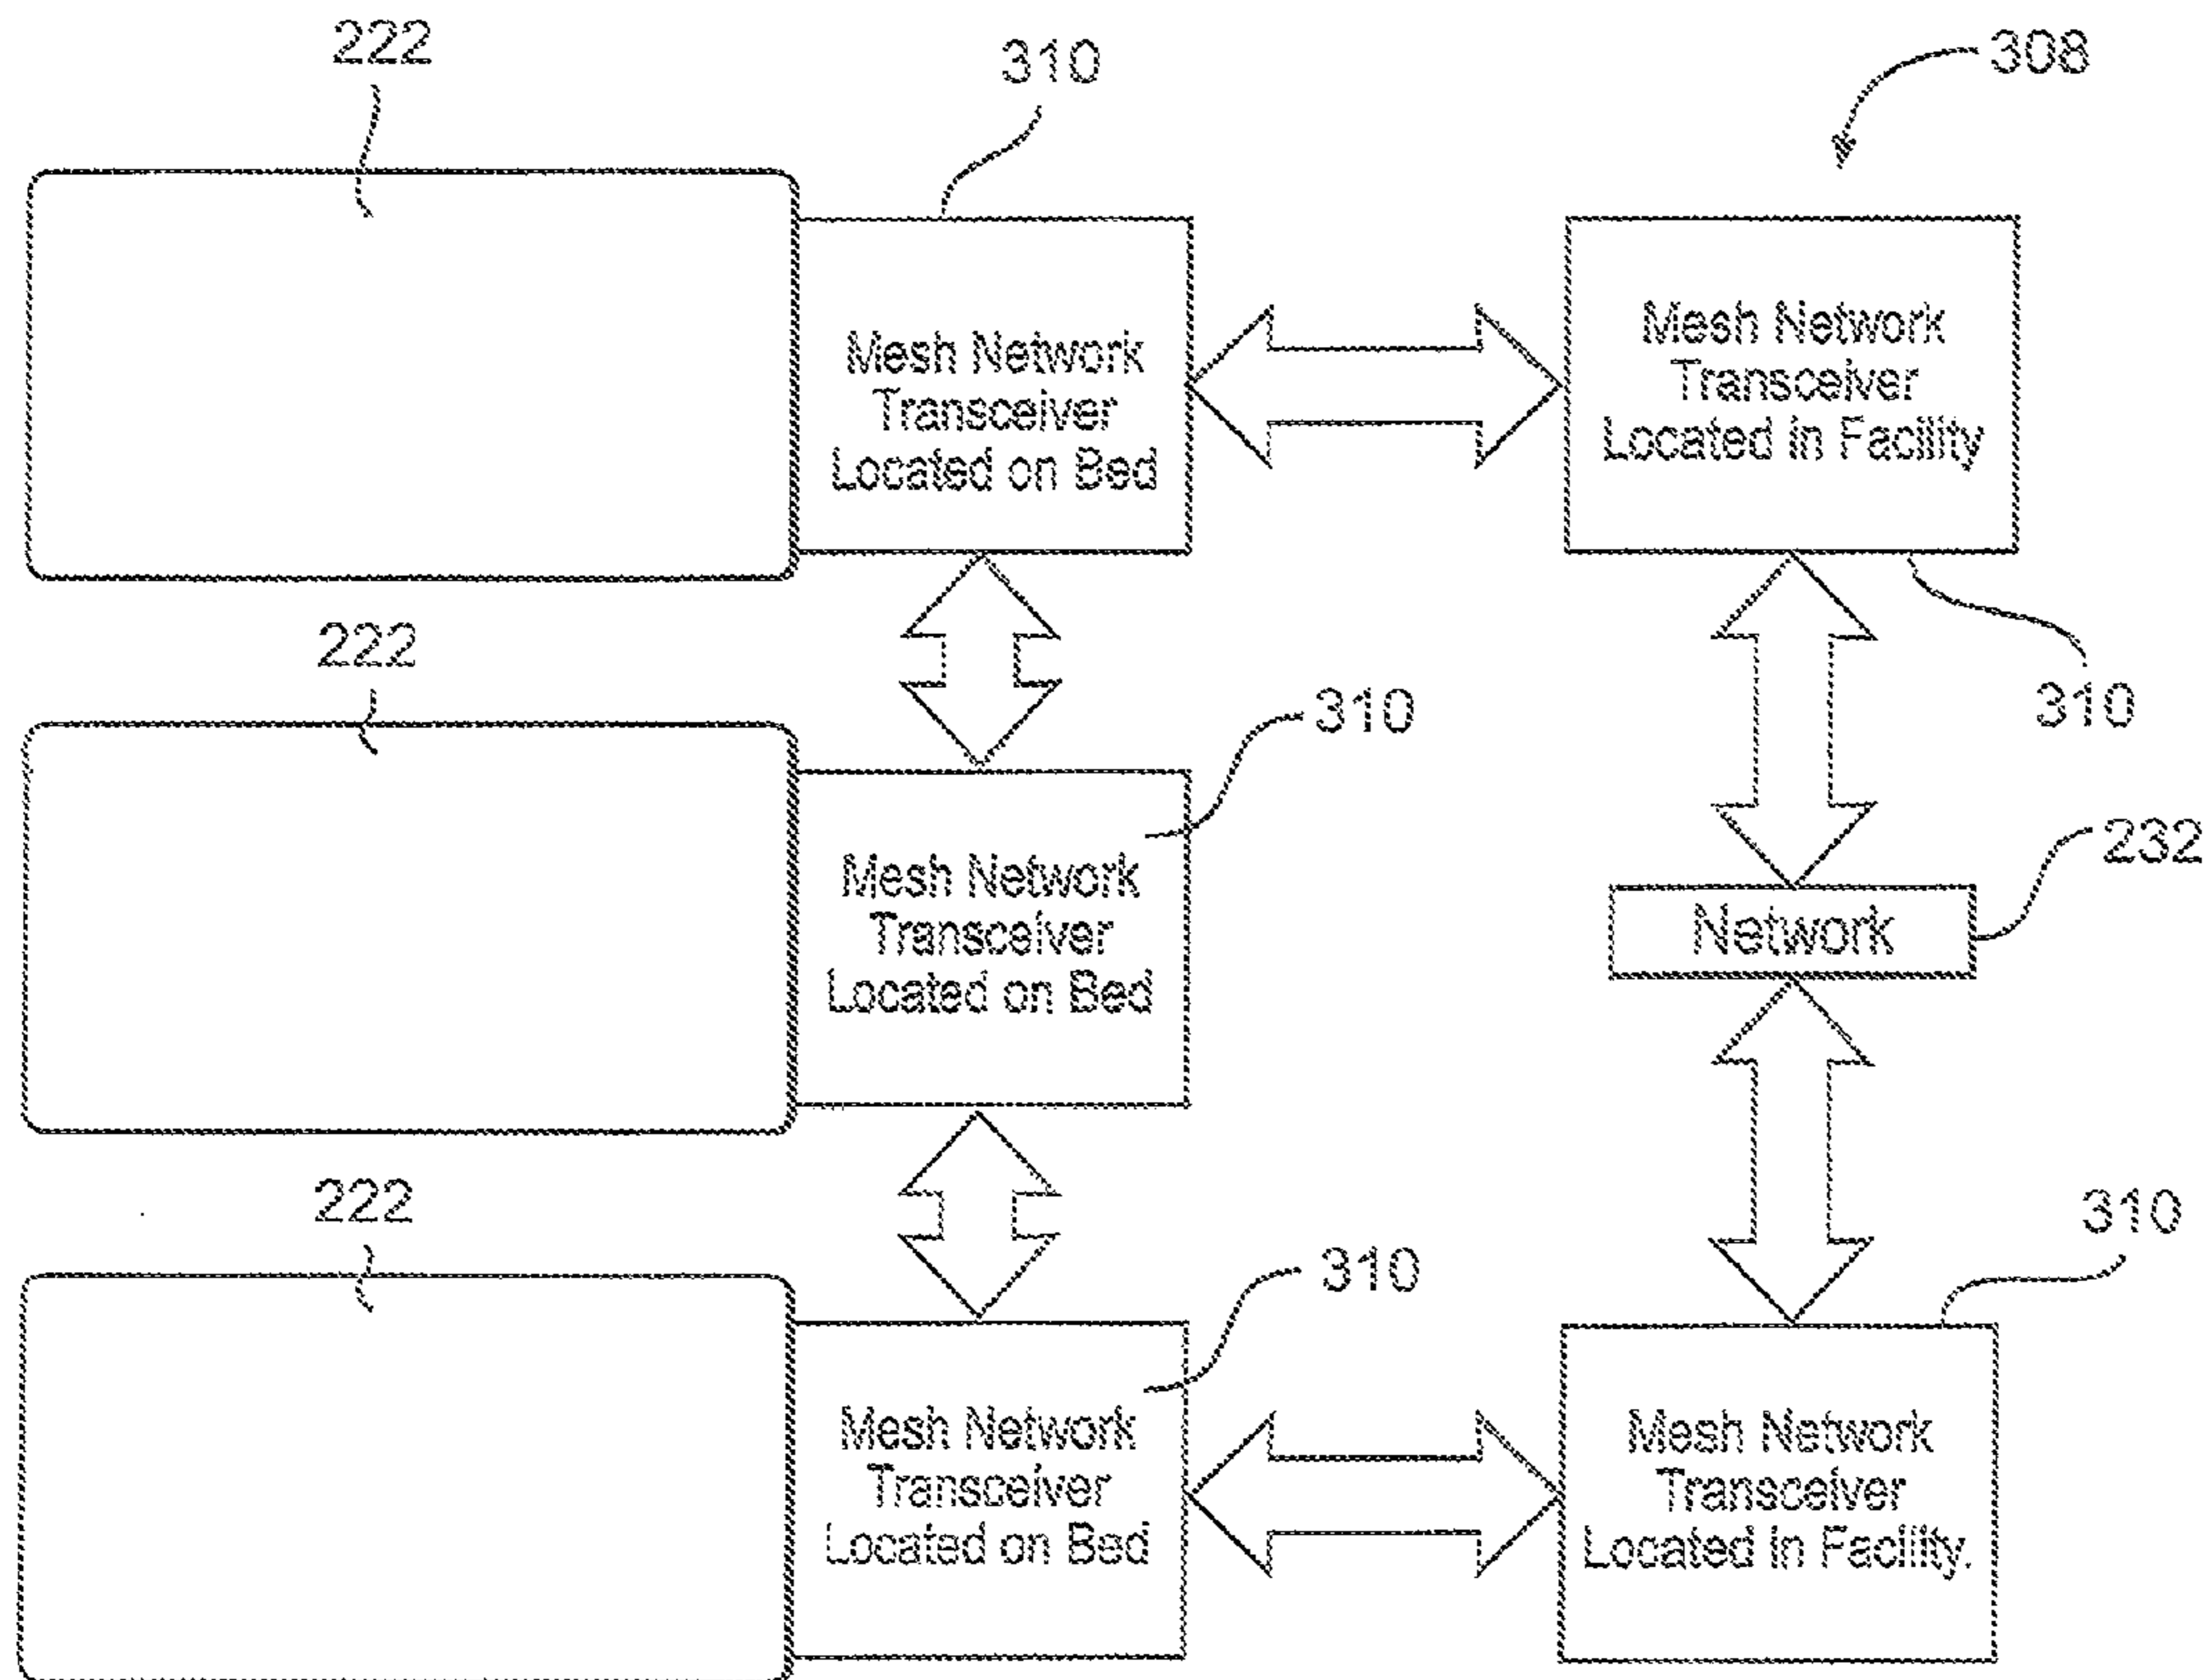 222
310
308
Mesh Network
Transceiver
Located on Bed
Mesh Network
Transceiver
Located in Facility
310
222
310
Mesh Network
Transceiver
Located on Bed
232
Network
222
310
310
Mesh Network
Transceiver
Located on Bed
Mesh Network
Transceiver
Located in Facility.